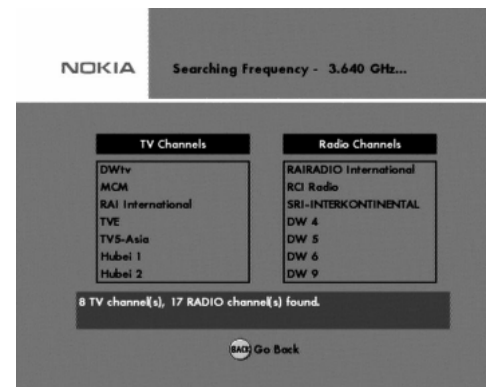 NOKIA
Searching Frequency - 3.640 GHz...
TV Channels
DWtv
MCM
RAI International
TVE
TV5-Asia
Hubei 1
Hubei 2
Radio Channels
RAIRADIO International
RCI Radio
SRI-INTERKONTINENTAL
DW 4
DW 5
DW 6
DW 9
8 TV channel(s), 17 RADIO channel(s) found.
BACK Go Back